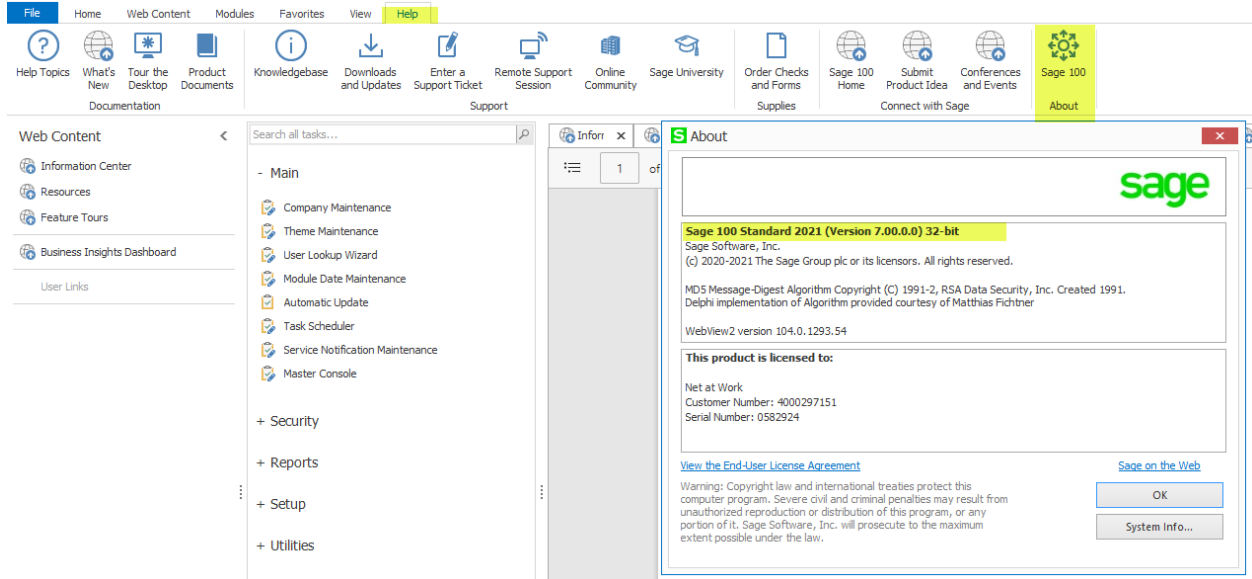 File Home Web Content Modules Favorites View Help
Help Topics What's New Tour the Desktop Product Documents Knowledgebase Downloads and Updates Enter a Support Ticket Remote Support Session Online Community Sage University Order Checks and Forms Sage 100 Home Submit Product Idea Conferences and Events Sage 100
Documentation Support Supplies Connect with Sage About
Web Content
Information Center
Resources
Feature Tours
Business Insights Dashboard
User Links
Search all tasks...
- Main
Company Maintenance
Theme Maintenance
User Lookup Wizard
Module Date Maintenance
Automatic Update
Task Scheduler
Service Notification Maintenance
Master Console
+ Security
+ Reports
+ Setup
+ Utilities
1 of
S About
sage
Sage 100 Standard 2021 (Version 7.00.0.0) 32-bit
Sage Software, Inc.
(c) 2020-2021 The Sage Group plc or its licensors. All rights reserved.
MD5 Message-Digest Algorithm Copyright (C) 1991-2, RSA Data Security, Inc. Created 1991.
Delphi implementation of Algorithm provided courtesy of Matthias Fichtner
WebView2 version 104.0.1293.54
This product is licensed to:
Net at Work
Customer Number: 4000297151
Serial Number: 0582924
View the End-User License Agreement
Sage on the Web
Warning: Copyright law and international treaties protect this
computer program. Severe civil and criminal penalties may result from
unauthorized reproduction or distribution of this program, or any
portion of it. Sage Software, Inc. will prosecute to the maximum
extent possible under the law.
OK
System Info...